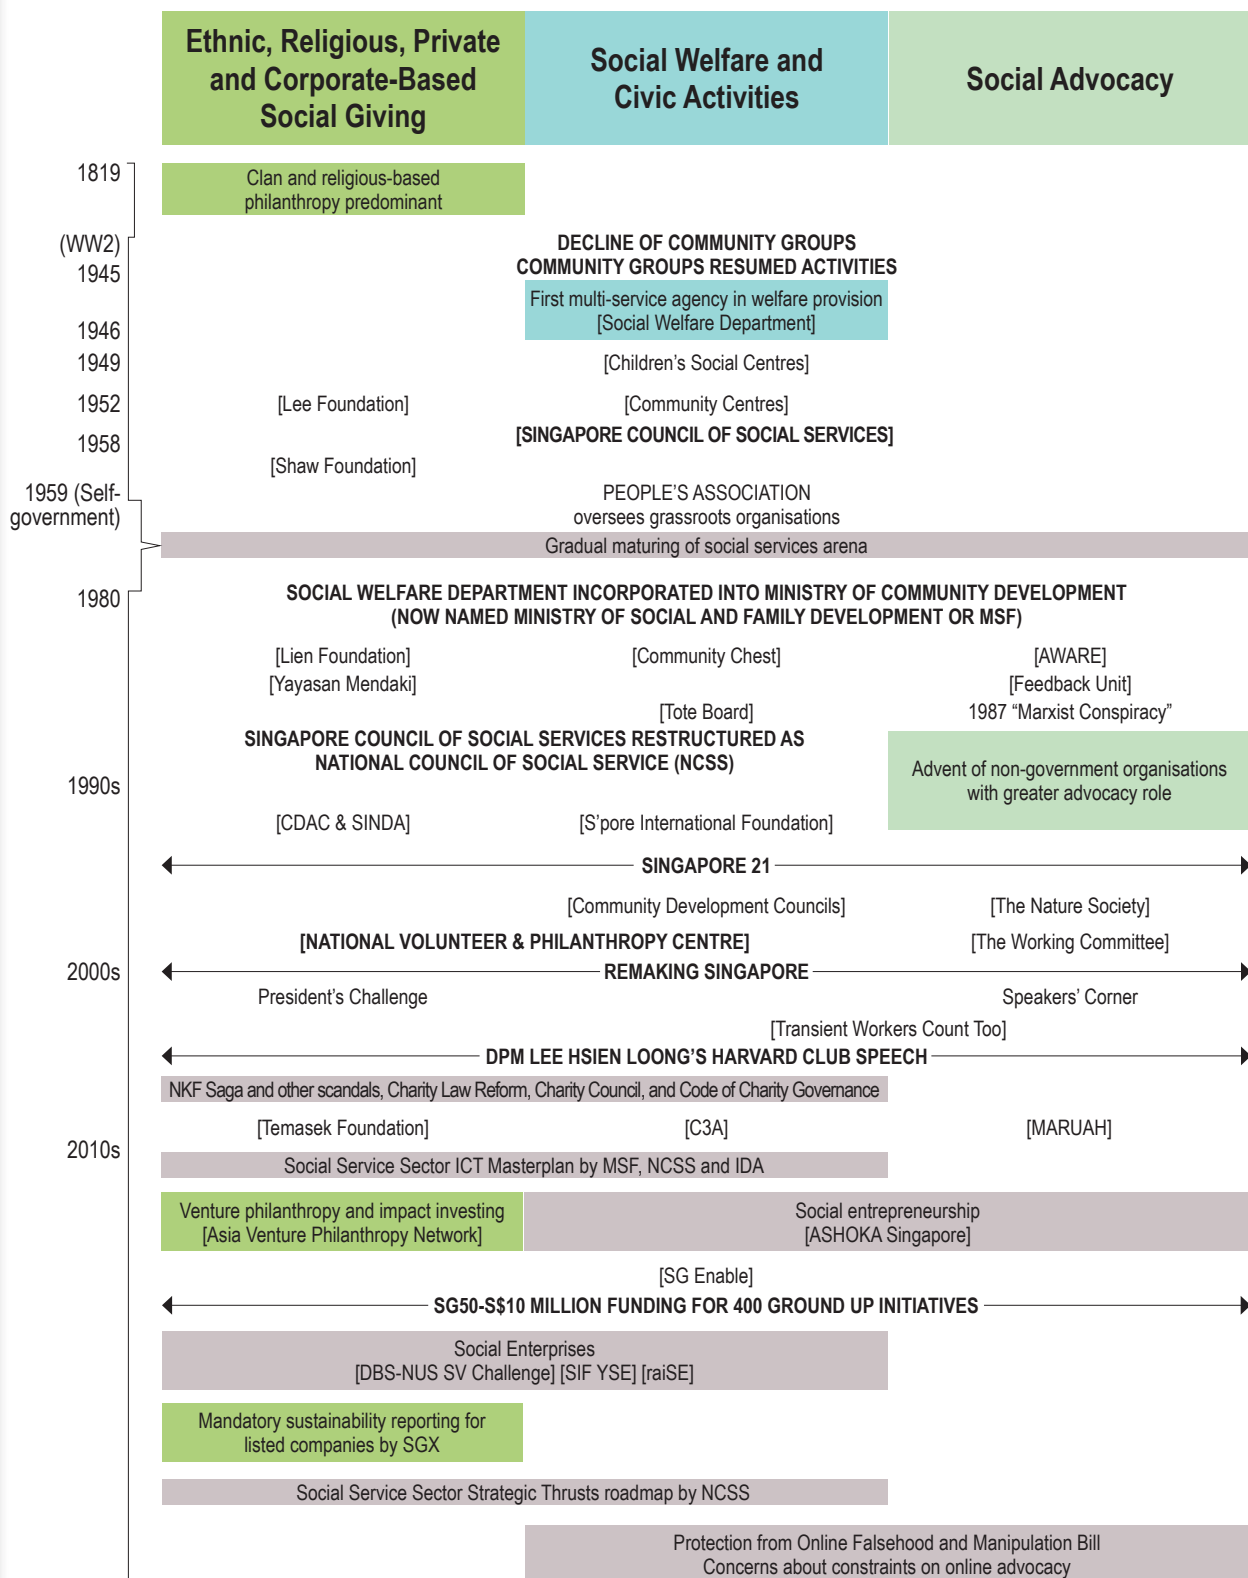 Ethnic, Religious, Private
and Corporate-Based
Social Giving
Social Welfare and
Civic Activities
Social Advocacy
1819
Clan and religious-based
philanthropy predominant
(WW2)
DECLINE OF COMMUNITY GROUPS
1945
COMMUNITY GROUPS RESUMED ACTIVITIES
First multi-service agency in welfare provision
1946
[Social Welfare Department]
1949
[Children's Social Centres]
1952
[Lee Foundation]
[Community Centres]
1958
[SINGAPORE COUNCIL OF SOCIAL SERVICES]
[Shaw Foundation]
1959 (Self-
government)
PEOPLE'S ASSOCIATION
oversees grassroots organisations
Gradual maturing of social services arena
1980
SOCIAL WELFARE DEPARTMENT INCORPORATED INTO MINISTRY OF COMMUNITY DEVELOPMENT
(NOW NAMED MINISTRY OF SOCIAL AND FAMILY DEVELOPMENT OR MSF)
[Lien Foundation]
[Community Chest]
[AWARE]
[Yayasan Mendaki]
[Feedback Unit]
[Tote Board]
1987 “Marxist Conspiracy”
SINGAPORE COUNCIL OF SOCIAL SERVICES RESTRUCTURED AS
NATIONAL COUNCIL OF SOCIAL SERVICE (NCSS)
Advent of non-government organisations
with greater advocacy role
1990s
[CDAC & SINDA]
[S'pore International Foundation]
SINGAPORE 21
[Community Development Councils]
[The Nature Society]
[NATIONAL VOLUNTEER & PHILANTHROPY CENTRE]
[The Working Committee]
2000s
REMAKING SINGAPORE
President's Challenge
Speakers' Corner
[Transient Workers Count Too]
DPM LEE HSIEN LOONG'S HARVARD CLUB SPEECH
NKF Saga and other scandals, Charity Law Reform, Charity Council, and Code of Charity Governance
[Temasek Foundation]
[C3A]
[MARUAH]
2010s
Social Service Sector ICT Masterplan by MSF, NCSS and IDA
Venture philanthropy and impact investing
[Asia Venture Philanthropy Network]
Social entrepreneurship
[ASHOKA Singapore]
[SG Enable]
SG50-S$10 MILLION FUNDING FOR 400 GROUND UP INITIATIVES
Social Enterprises
[DBS-NUS SV Challenge] [SIF YSE] [raiSE]
Mandatory sustainability reporting for
listed companies by SGX
Social Service Sector Strategic Thrusts roadmap by NCSS
Protection from Online Falsehood and Manipulation Bill
Concerns about constraints on online advocacy